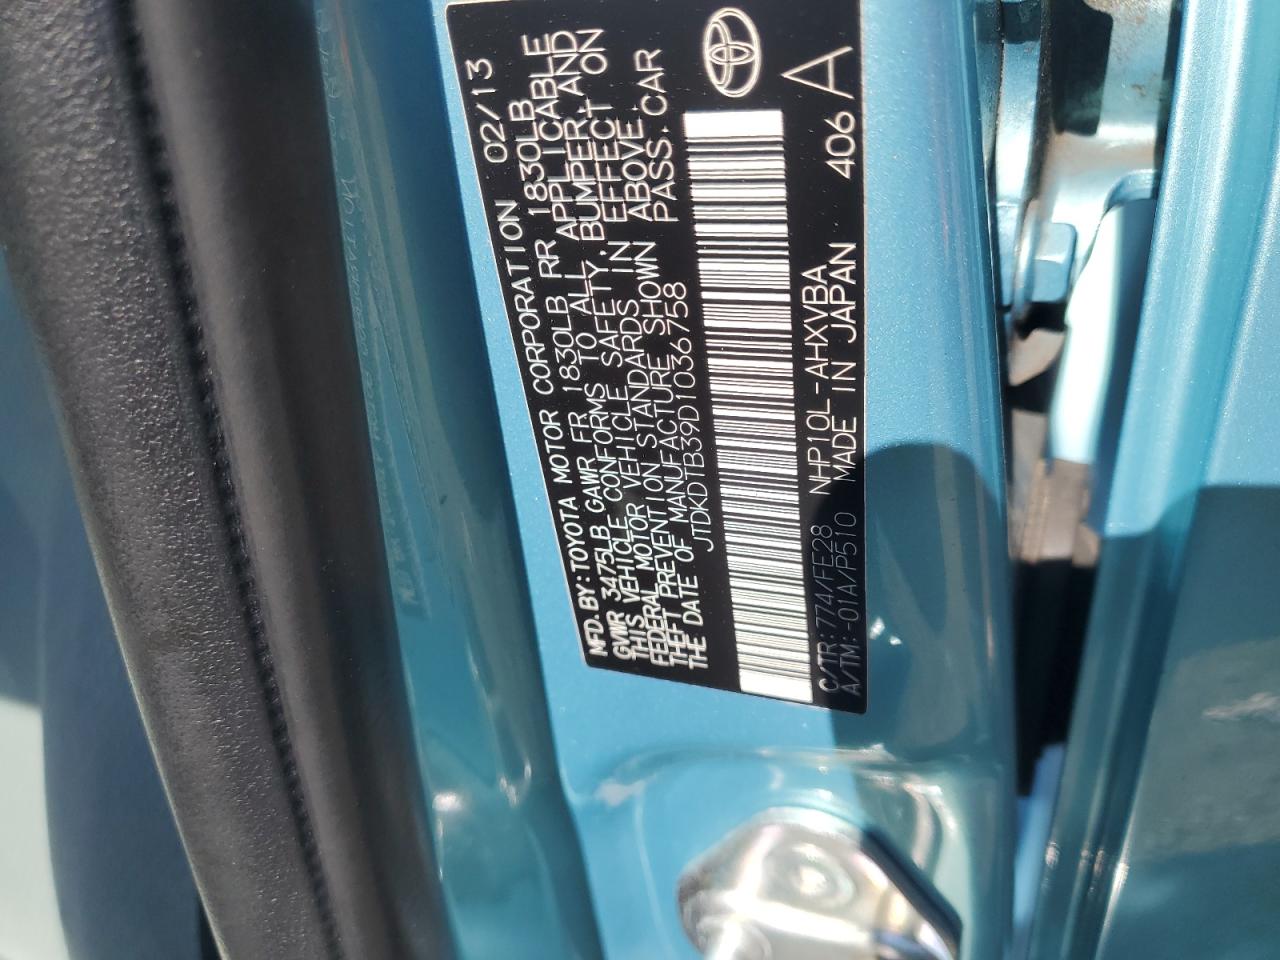 MFD.BY:TOYOTA MOTOR CORPORATION 02/13
GVWR 3475LB GAWR FR 1830LB RR 1830LB
THIS VEHICLE CONFORMS TO ALL APPLICABLE
FEDERAL MOTOR VEHICLE SAFETY, BUMPER, AND
THEFT PREVENTION STANDARDS IN EFFECT ON
THE DATE OF MANUFACTURE SHOWN ABOVE.
JTDKDTB39D1036758 PASS.CAR
C/TR:774/FE28 NHP10L-AHXVBA 406
A/TM:-01A/P510 MADE IN JAPAN A